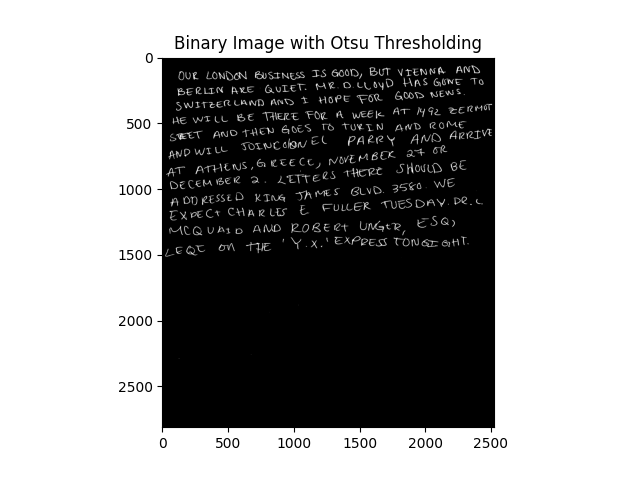 Binary Image with Otsu Thresholding
0
500
1000
1500
2000
2500
OUR LONDON BUSINESS IS GOOD, BUT VIENNA AND
BERLIN ARE QUIET. MR. D. LLOYD HAS GONE TO
SWITZERLAND AND I HOPE FOR GOOD NEWS.
HE WILL BE THERE FOR A WEEK AT 1492 ZERMOT
STREET AND THEN GOES TO TURIN AND ROME
AND WILL JOIN COLONEL PARRY AND ARRIVE
AT ATHENS, GREECE, NOVEMBER 27 OR
DECEMBER 2. LETTERS THERE SHOULD BE
ADDRESSED KING JAMES BLVD. 3580. WE
EXPECT CHARLES E FULLER TUESDAY. DR. L
MCQUAID AND ROBERT UNGER, ESQ,
ON THE 'Y.X.' EXPRESS TONIGHT.
0 500 1000 1500 2000 2500